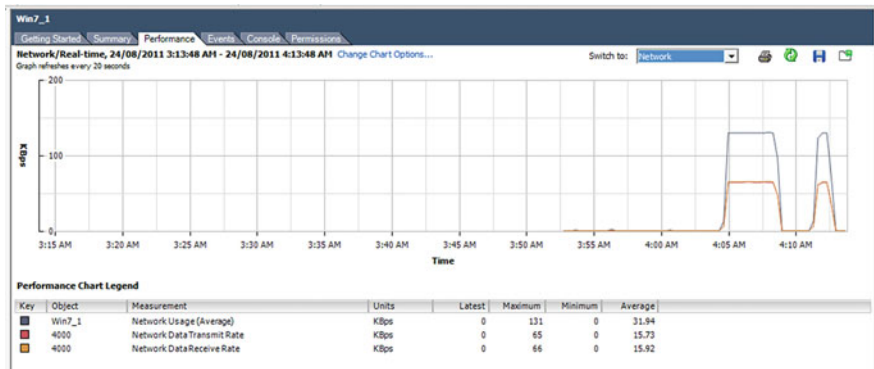 Win7_1
Getting Started Summary Performance Events Console Permissions
Network/Real-time, 24/08/2011 3:13:48 AM - 24/08/2011 4:13:48 AM Change Chart Options... Switch to: Network
Graph refreshes every 20 seconds
200
100
0
KBps
3:15 AM 3:20 AM 3:25 AM 3:30 AM 3:35 AM 3:40 AM 3:45 AM 3:50 AM 3:55 AM 4:00 AM 4:05 AM 4:10 AM
Time
Performance Chart Legend
Key Object Measurement Units Latest Maximum Minimum Average
Win7_1 Network Usage (Average) KBps 0 131 0 31.94
4000 Network Data Transmit Rate KBps 0 65 0 15.73
4000 Network Data Receive Rate KBps 0 66 0 15.92